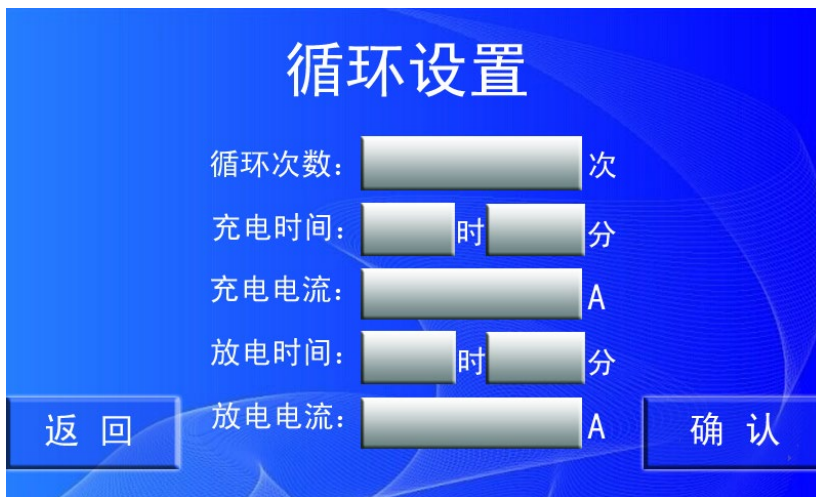 循环设置
循环次数： 次
充电时间： 时 分
充电电流： A
放电时间： 时 分
放电电流： A
返 回
确 认